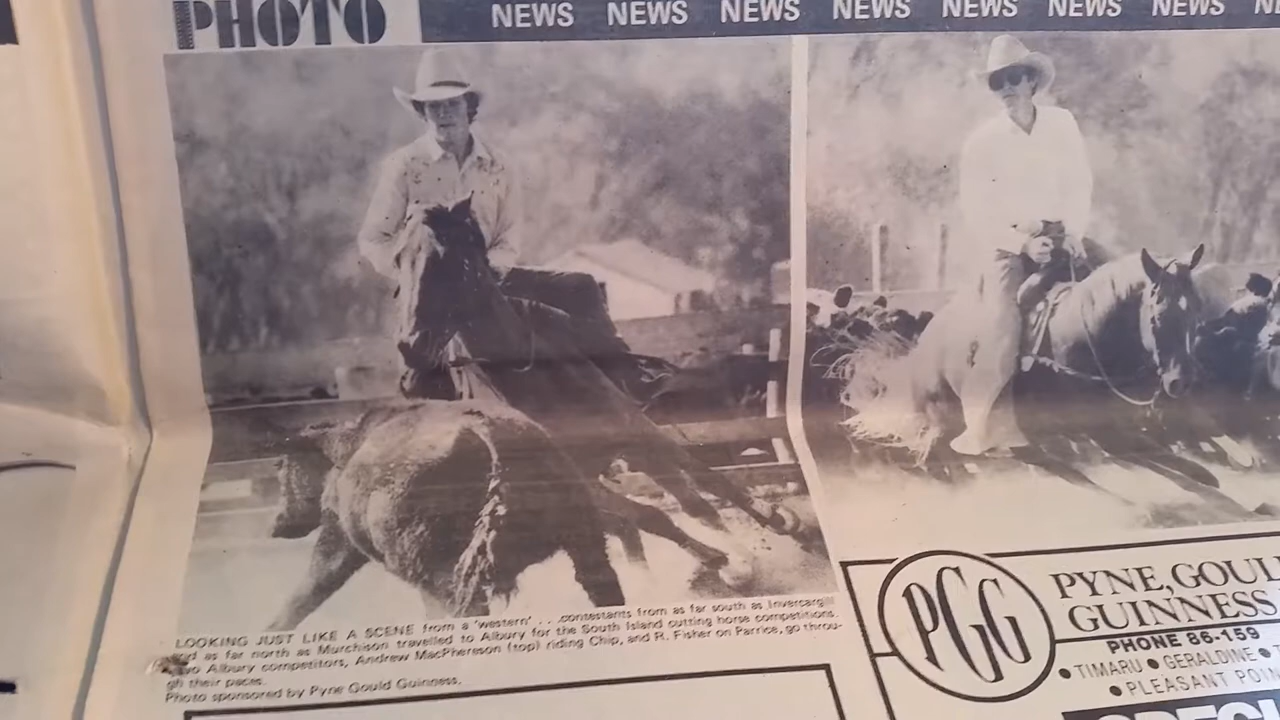 PHOTO
NEWS NEWS NEWS NEWS NEWS NEWS NEWS
LOOKING JUST LIKE A SCENE from a 'western' . . .contestants from as far south as Invercargill
and as far north as Murchison travelled to Albury for the South Island cutting horse competitions.
Two Albury competitors, Andrew MacPhereson (top) riding Chip, and R. Fisher on Parrice, go throu-
gh their paces.
Photo sponsored by Pyne Gould Guinness.
PGG
PYNE, GOUL
GUINNESS
PHONE 86-159
• TIMARU • GERALDINE •
• PLEASANT POIN